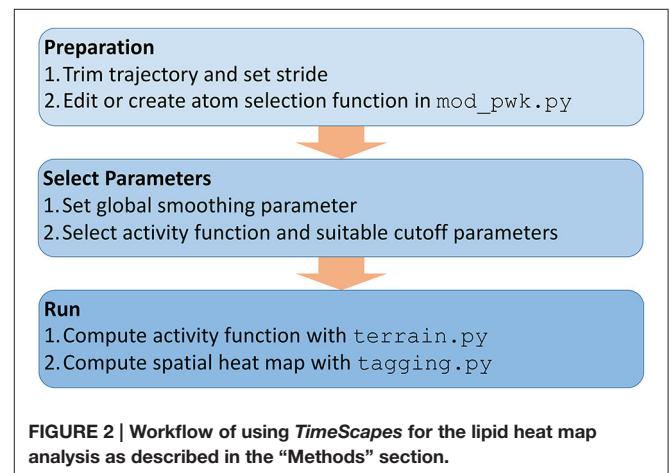 Preparation
1. Trim trajectory and set stride
2. Edit or create atom selection function in mod_pwk.py
Select Parameters
1. Set global smoothing parameter
2. Select activity function and suitable cutoff parameters
Run
1. Compute activity function with terrain.py
2. Compute spatial heat map with tagging.py
FIGURE 2 | Workflow of using TimeScapes for the lipid heat map
analysis as described in the “Methods” section.